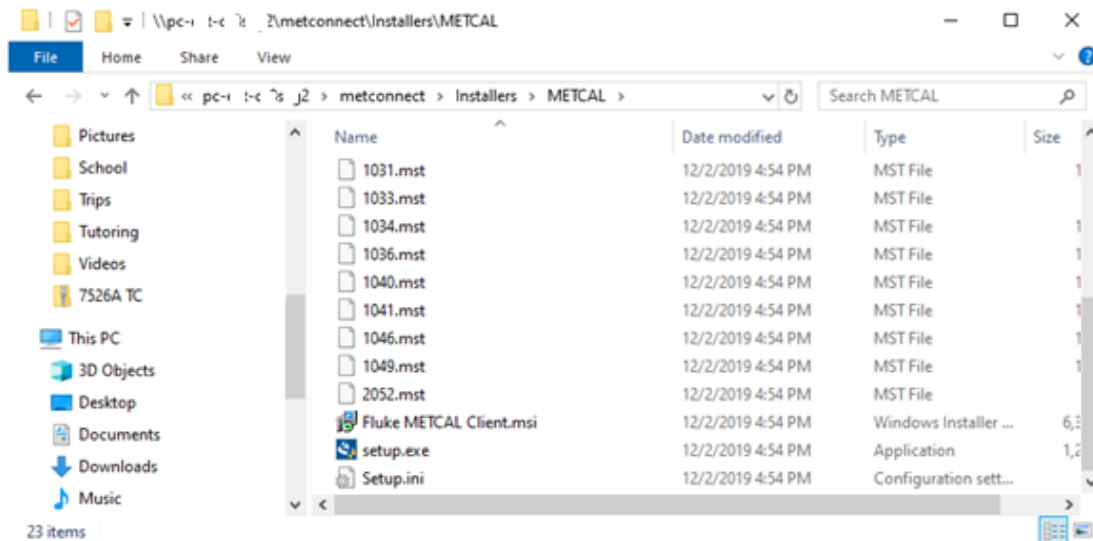 \metconnect\Installers\METCAL
File Home Share View
« > metconnect > Installers > METCAL > Search METCAL
Name Date modified Type Size
Pictures
School
Trips
Tutoring
Videos
7526A TC
This PC
3D Objects
Desktop
Documents
Downloads
Music
1031.mst 12/2/2019 4:54 PM MST File
1033.mst 12/2/2019 4:54 PM MST File
1034.mst 12/2/2019 4:54 PM MST File
1036.mst 12/2/2019 4:54 PM MST File
1040.mst 12/2/2019 4:54 PM MST File
1041.mst 12/2/2019 4:54 PM MST File
1046.mst 12/2/2019 4:54 PM MST File
1049.mst 12/2/2019 4:54 PM MST File
2052.mst 12/2/2019 4:54 PM MST File
Fluke METCAL Client.msi 12/2/2019 4:54 PM Windows Installer ...
setup.exe 12/2/2019 4:54 PM Application
Setup.ini 12/2/2019 4:54 PM Configuration sett...
23 items